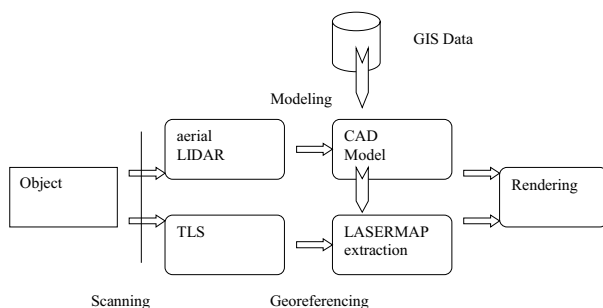 GIS Data
Modeling
aerial
LIDAR
CAD
Model
Object
Rendering
TLS
LASERMAP
extraction
Scanning
Georeferencing